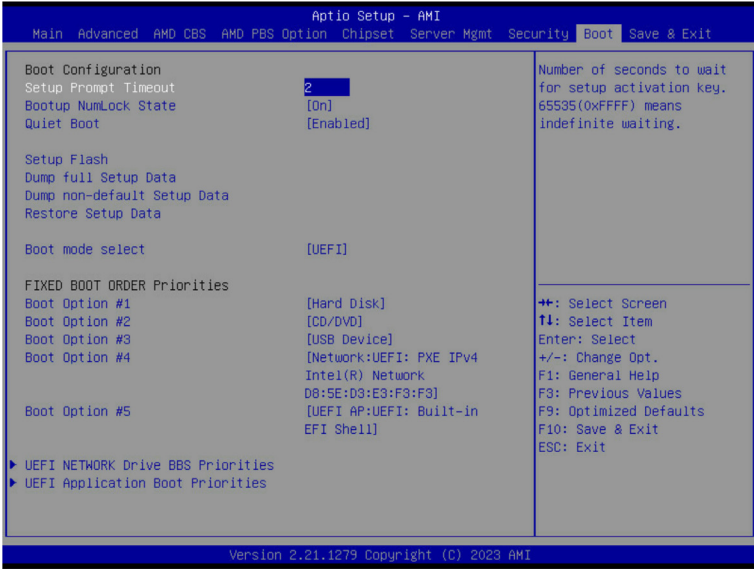 Aptio Setup - AMI
Main Advanced AMD CBS AMD PBS Option Chipset Server Mgmt Security Boot Save & Exit
Boot Configuration
Setup Prompt Timeout 2
Bootup NumLock State [On]
Quiet Boot [Enabled]
Setup Flash
Dump full Setup Data
Dump non-default Setup Data
Restore Setup Data
Boot mode select [UEFI]
FIXED BOOT ORDER Priorities
Boot Option #1 [Hard Disk]
Boot Option #2 [CD/DVD]
Boot Option #3 [USB Device]
Boot Option #4 [Network:UEFI: PXE IPv4
Intel(R) Network
D8:5E:D3:E3:F3:F3]
Boot Option #5 [UEFI AP:UEFI: Built-in
EFI Shell]
UEFI NETWORK Drive BBS Priorities
UEFI Application Boot Priorities
Number of seconds to wait
for setup activation key.
65535(0xFFFF) means
indefinite waiting.
→←: Select Screen
↑↓: Select Item
Enter: Select
+/-: Change Opt.
F1: General Help
F3: Previous Values
F9: Optimized Defaults
F10: Save & Exit
ESC: Exit
Version 2.21.1279 Copyright (C) 2023 AMI